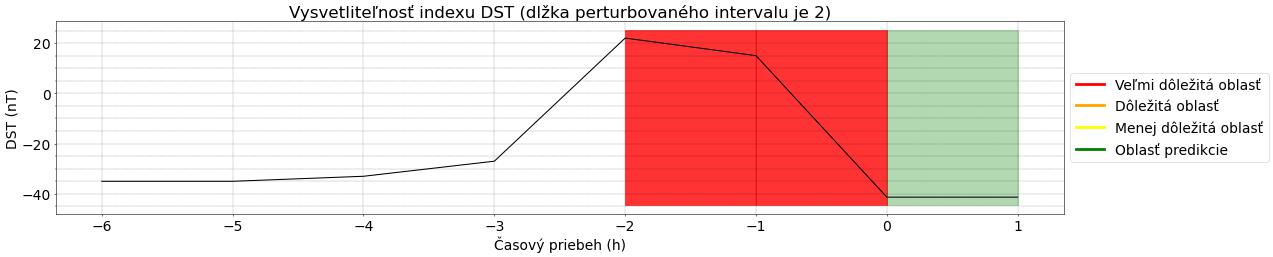 Vysvetliteľnosť indexu DST (dlžka perturbovaného intervalu je 2)
DST (nT)
20
0
−20
−40
−6 −5 −4 −3 −2 −1 0 1
Časový priebeh (h)
Veľmi dôležitá oblasť
Dôležitá oblasť
Menej dôležitá oblasť
Oblasť predikcie